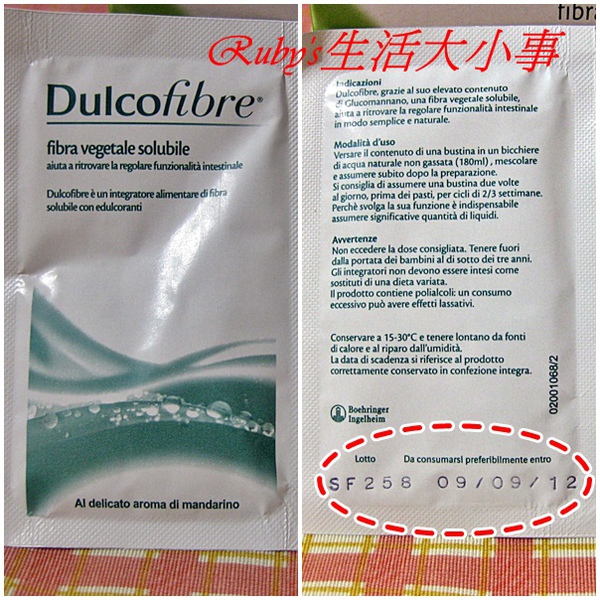 Ruby's生活大小事
Dulcofibre®
fibra vegetale solubile
aiuta a ritrovare la regolare funzionalità intestinale
Dulcofibre è un integratore alimentare di fibra
solubile con edulcoranti
Al delicato aroma di mandarino
fibra
Indicazioni
Dulcofibre, grazie al suo elevato contenuto
di Glucomannano, una fibra vegetale solubile,
aiuta a ritrovare la regolare funzionalità intestinale
in modo semplice e naturale.
Modalità d'uso
Versare il contenuto di una bustina in un bicchiere
di acqua naturale non gassata (180ml) , mescolare
e assumere subito dopo la preparazione.
Si consiglia di assumere una bustina due volte
al giorno, prima dei pasti, per cicli di 2/3 settimane.
Perchè svolga la sua funzione è indispensabile
assumere significative quantità di liquidi.
Avvertenze
Non eccedere la dose consigliata. Tenere fuori
dalla portata dei bambini al di sotto dei tre anni.
Gli integratori non devono essere intesi come
sostituti di una dieta variata.
Il prodotto contiene polialcoli: un consumo
eccessivo può avere effetti lassativi.
Conservare a 15-30°C e tenere lontano da fonti
di calore e al riparo dall'umidità.
La data di scadenza si riferisce al prodotto
correttamente conservato in confezione integra.
02001068/2
Boehringer
Ingelheim
Lotto Da consumarsi preferibilmente entro
SF258 09/09/12